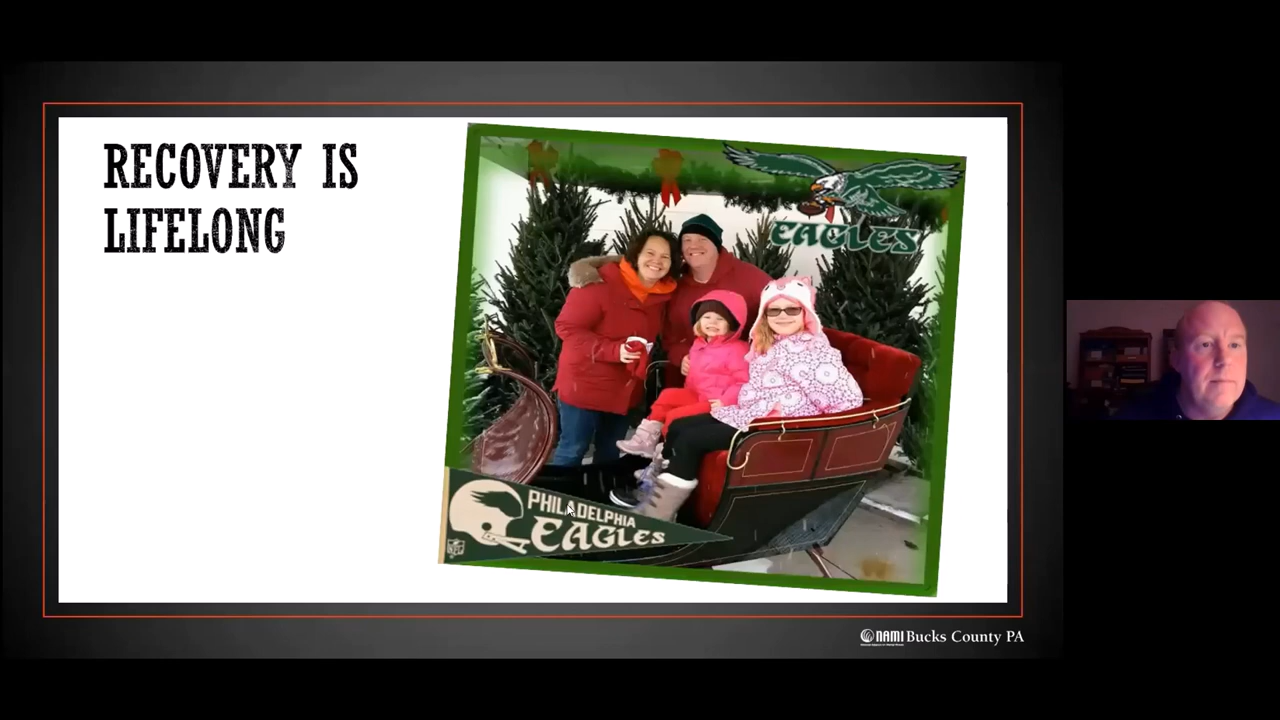 RECOVERY IS
LIFELONG
EAGLES
PHILADELPHIA
EAGLES
NAMI Bucks County PA